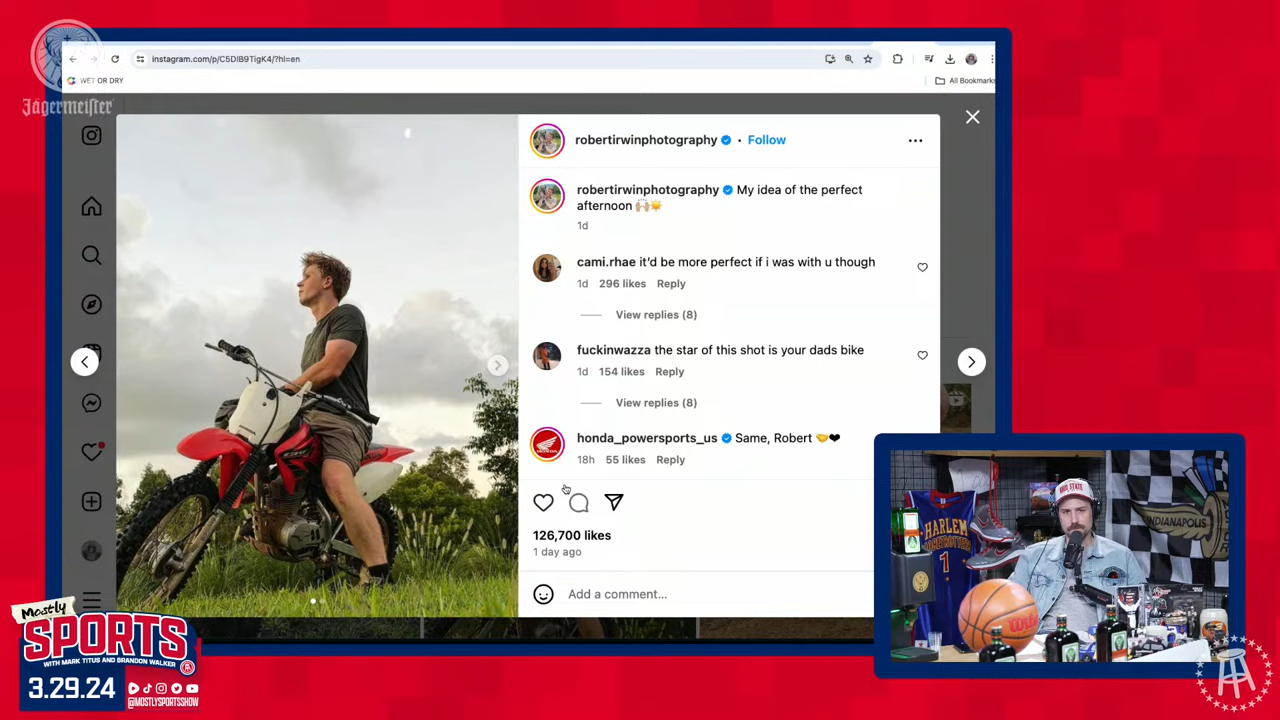 Jägermeister
instagram.com/p/C5DlB9TigK4/?hl=en
WET OR DRY
All Bookmarks
robertirwinphotography • Follow
robertirwinphotography My idea of the perfect
afternoon 🙌🏼☀️
1d
cami.rhae it'd be more perfect if i was with u though
1d 296 likes Reply
View replies (8)
fuckinwazza the star of this shot is your dads bike
1d 154 likes Reply
View replies (8)
honda_powersports_us Same, Robert 🤝❤
18h 55 likes Reply
126,700 likes
1 day ago
Add a comment...
HARLEM
GLOBETROTTERS
1
INDIANAPOLIS
Wilson
Mostly
SPORTS
WITH MARK TITUS AND BRANDON WALKER
3.29.24
@MOSTLYSPORTSSHOW